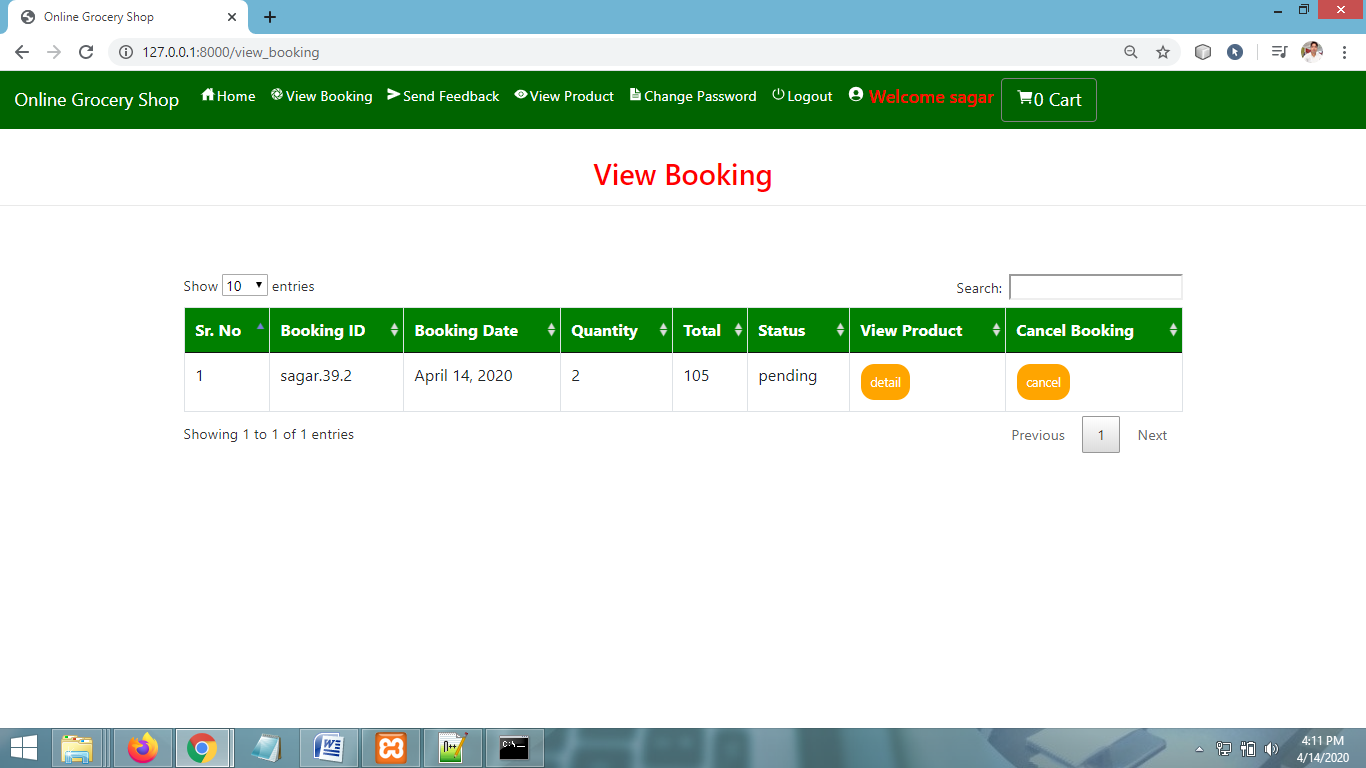 Online Grocery Shop
127.0.0.1:8000/view_booking
Online Grocery Shop Home View Booking Send Feedback View Product Change Password Logout Welcome sagar 0 Cart
View Booking
Show 10 entries Search:
Sr. No Booking ID Booking Date Quantity Total Status View Product Cancel Booking
1 sagar.39.2 April 14, 2020 2 105 pending detail cancel
Showing 1 to 1 of 1 entries Previous 1 Next
4:11 PM
4/14/2020